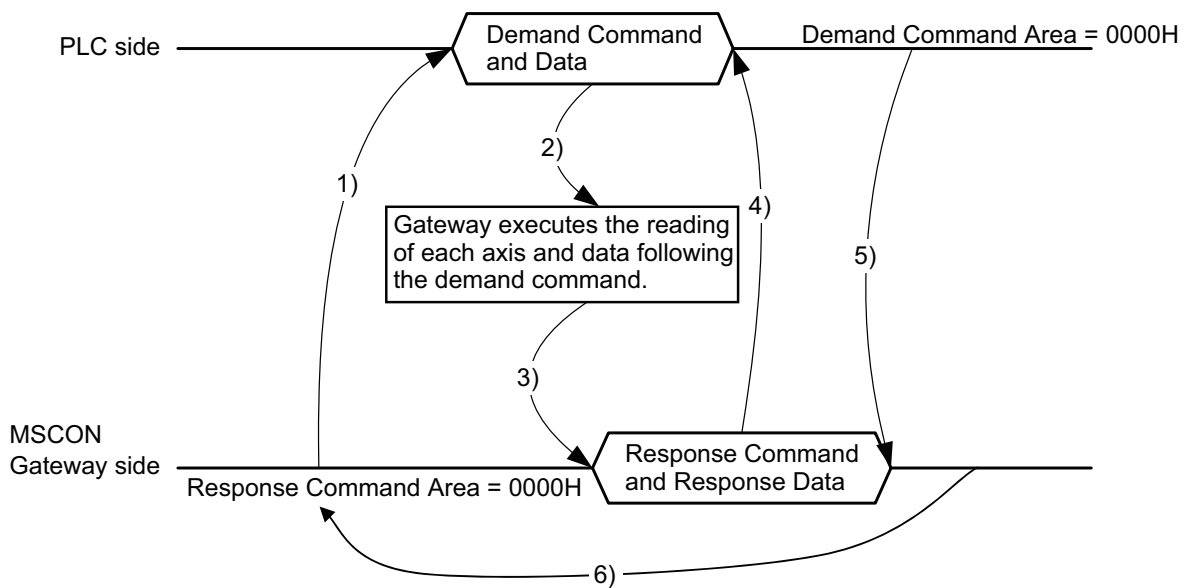 PLC side
Demand Command
and Data
Demand Command Area = 0000H
1)
2)
Gateway executes the reading
of each axis and data following
the demand command.
4)
5)
3)
MSCON
Gateway side
Response Command Area = 0000H
Response Command
and Response Data
6)